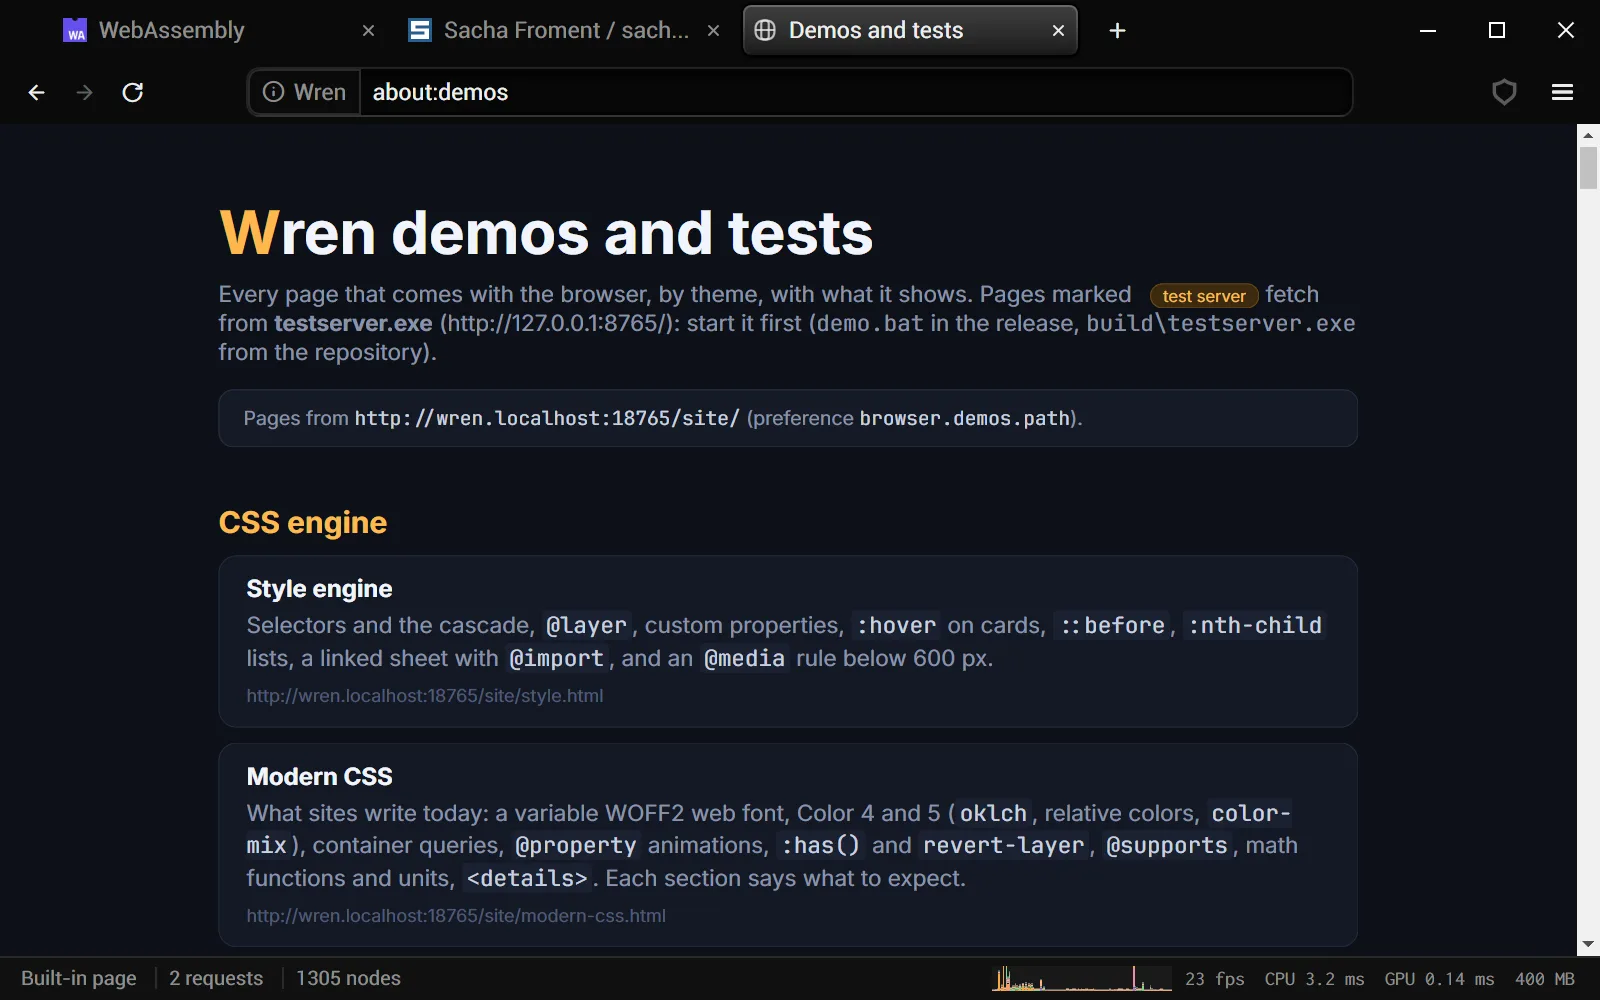 WebAssembly
Sacha Froment / sach...
Demos and tests
Wren
about:demos
Wren demos and tests
Every page that comes with the browser, by theme, with what it shows. Pages marked test server fetch
from testserver.exe (http://127.0.0.1:8765/): start it first (demo.bat in the release, build\testserver.exe
from the repository).
Pages from http://wren.localhost:18765/site/ (preference browser.demos.path).
CSS engine
Style engine
Selectors and the cascade, @layer, custom properties, :hover on cards, ::before, :nth-child
lists, a linked sheet with @import, and an @media rule below 600 px.
http://wren.localhost:18765/site/style.html
Modern CSS
What sites write today: a variable WOFF2 web font, Color 4 and 5 (oklch, relative colors, color-
mix), container queries, @property animations, :has() and revert-layer, @supports, math
functions and units, <details>. Each section says what to expect.
http://wren.localhost:18765/site/modern-css.html
Built-in page
2 requests
1305 nodes
23 fps
CPU 3.2 ms
GPU 0.14 ms
400 MB